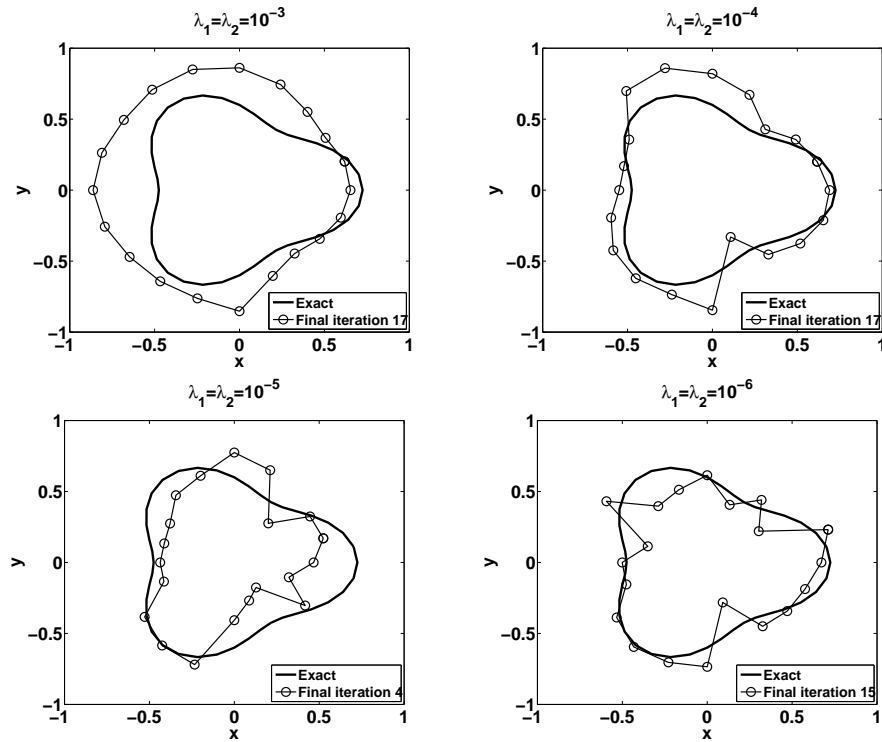 λ₁=λ₂=10⁻³
1
0.5
0
−0.5
−1
−1
−0.5
0
0.5
1
x
y
Exact
Final iteration 17
λ₁=λ₂=10⁻⁴
1
0.5
0
−0.5
−1
−1
−0.5
0
0.5
1
x
y
Exact
Final iteration 17
λ₁=λ₂=10⁻⁵
1
0.5
0
−0.5
−1
−1
−0.5
0
0.5
1
x
y
Exact
Final iteration 4
λ₁=λ₂=10⁻⁶
1
0.5
0
−0.5
−1
−1
−0.5
0
0.5
1
x
y
Exact
Final iteration 15